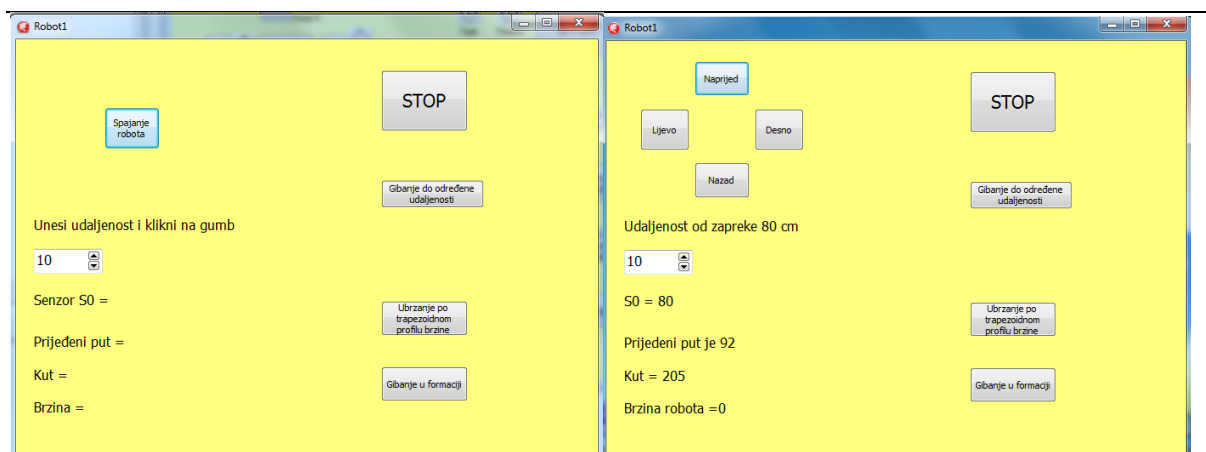 Robot1
STOP
Spajanje
robota
Gibanje do određene
udaljenosti
Unesi udaljenost i klikni na gumb
10
Senzor S0 =
Ubrzanje po
trapezoidnom
profilu brzine
Prijeđeni put =
Kut =
Gibanje u formaciji
Brzina =
Robot1
Naprijed
STOP
Lijevo
Desno
Nazad
Gibanje do određene
udaljenosti
Udaljenost od zapreke 80 cm
10
S0 = 80
Ubrzanje po
trapezoidnom
profilu brzine
Prijedeni put je 92
Kut = 205
Gibanje u formaciji
Brzina robota =0